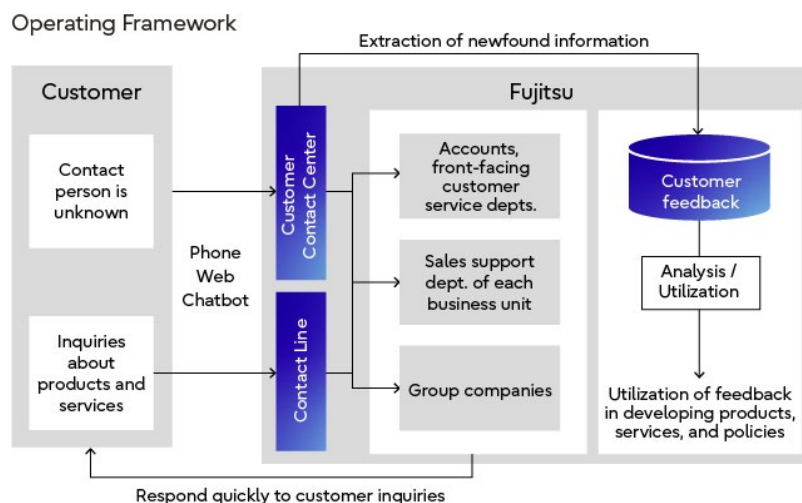 Operating Framework
Extraction of newfound information
Customer
Fujitsu
Contact
person is
unknown
Phone
Web
Chatbot
Inquiries
about
products and
services
Customer
Contact Center
Contact Line
Accounts,
front-facing
customer
service depts.
Sales support
dept. of each
business unit
Group companies
Customer
feedback
Analysis /
Utilization
Utilization of feedback
in developing products,
services, and policies
Respond quickly to customer inquiries